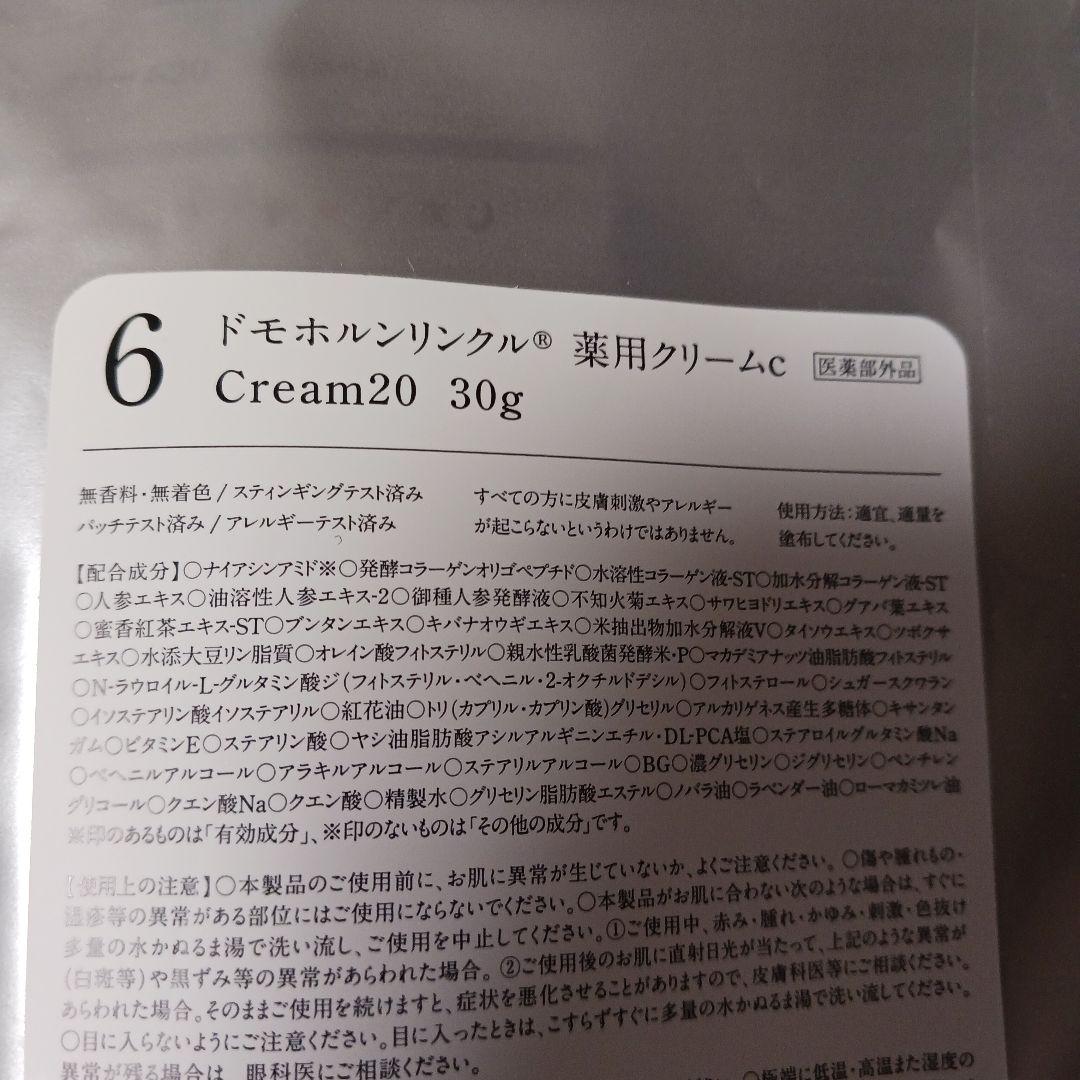 6
ドモホルンリンクル® 薬用クリームc 医薬部外品
Cream20 30g
無香料・無着色 / スティンギングテスト済み
パッチテスト済み / アレルギーテスト済み
すべての方に皮膚刺激やアレルギー
が起こらないというわけではありません。
使用方法：適宜、適量を
塗布してください。
【配合成分】○ナイアシンアミド※○発酵コラーゲンオリゴペプチド○水溶性コラーゲン液-ST○加水分解コラーゲン液-ST
○人参エキス○油溶性人参エキス-2○御種人参発酵液○不知火菊エキス○サワヒヨドリエキス○グアバ葉エキス
○蜜香紅茶エキス-ST○ブンタンエキス○キバナオウギエキス○米抽出物加水分解液V○タイソウエキス○ツボクサ
エキス○水添大豆リン脂質○オレイン酸フィトステリル○親水性乳酸菌発酵米・P○マカデミアナッツ油脂肪酸フィトステリル
○N-ラウロイル-L-グルタミン酸ジ(フィトステリル・ベヘニル・2-オクチルドデシル)○フィトステロール○シュガースクワラン
○イソステアリン酸イソステアリル○紅花油○トリ(カプリル・カプリン酸)グリセリル○アルカリゲネス産生多糖体○キサンタン
ガム○ビタミンE○ステアリン酸○ヤシ油脂肪酸アシルアルギニンエチル・DL-PCA塩○ステアロイルグルタミン酸Na
○ベヘニルアルコール○アラキルアルコール○ステアリルアルコール○BG○濃グリセリン○ジグリセリン○ペンチレン
グリコール○クエン酸Na○クエン酸○精製水○グリセリン脂肪酸エステル○ノバラ油○ラベンダー油○ローマカミツレ油
※印のあるものは「有効成分」、※印のないものは「その他の成分」です。
【使用上の注意】○本製品のご使用前に、お肌に異常が生じていないか、よくご注意ください。○傷や腫れもの・
湿疹等の異常がある部位にはご使用にならないでください。○本製品がお肌に合わない次のような場合は、すぐに
多量の水かぬるま湯で洗い流し、ご使用を中止してください。①ご使用中、赤み・腫れ・かゆみ・刺激・色抜け
(白斑等)や黒ずみ等の異常があらわれた場合。②ご使用後のお肌に直射日光が当たって、上記のような異常が
あらわれた場合。そのままご使用を続けますと、症状を悪化させることがありますので、皮膚科医等にご相談ください。
○目に入らないようにご注意ください。目に入ったときは、こすらずすぐに多量の水かぬるま湯で洗い流してください。
異常が残る場合は、眼科医にご相談ください。
○極端に低温・高温また湿度の